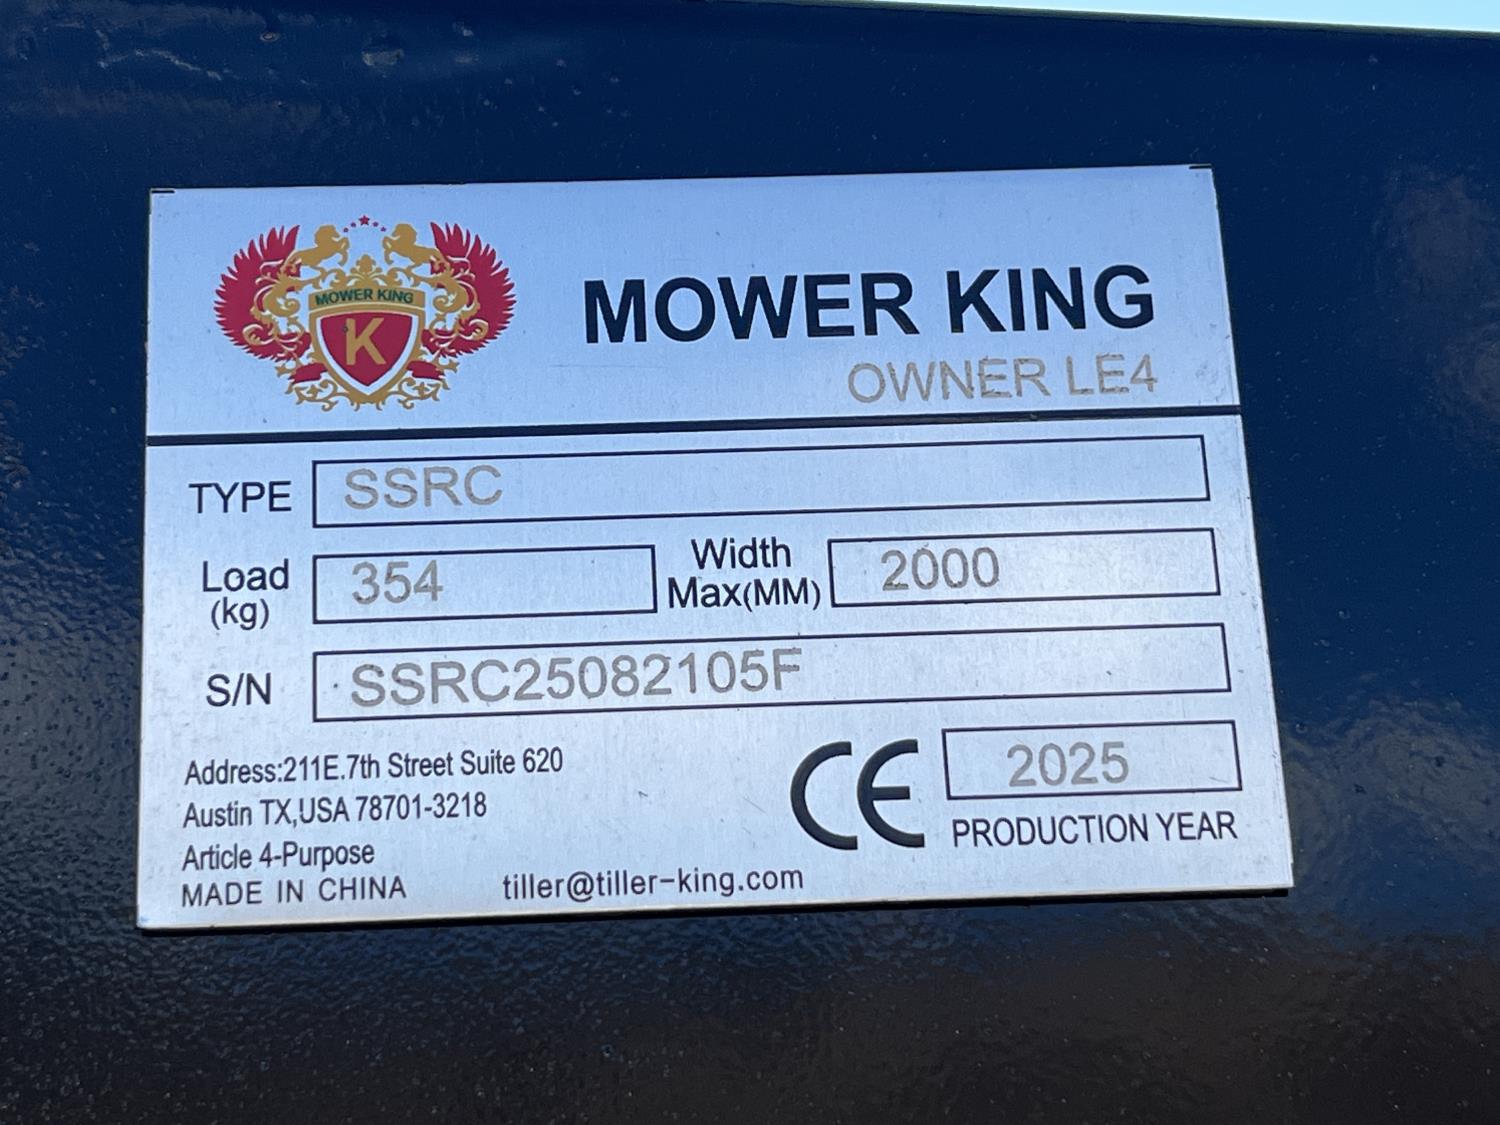 MOWER KING
K
MOWER KING
OWNER LE4
TYPE SSRC
Load (kg) 354
Width Max(MM) 2000
S/N SSRC25082105F
Address:211E.7th Street Suite 620
Austin TX,USA 78701-3218
Article 4-Purpose
MADE IN CHINA
tiller@tiller-king.com
CE
2025
PRODUCTION YEAR